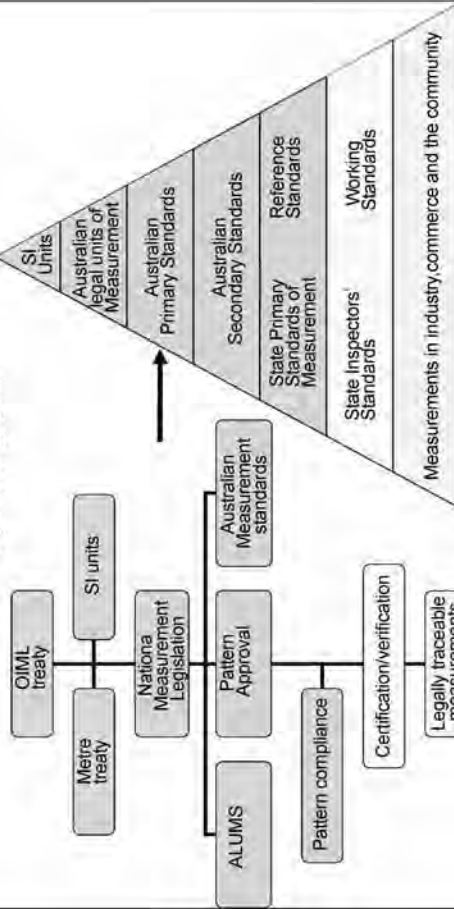 OIML
treaty
Metre
treaty
SI units
Nationa
Measurement
Legislation
ALUMS
Pattern
Approval
Australian
Measurement
standards
Pattern compliance
Certification/verification
Legally traceable
measurements
SI
Units
Australian
legal units of
Measurement
Australian
Primary Standards
Australian
Secondary Standards
State Primary
Standards of
Measurement
Reference
Standards
State Inspectors'
Standards
Working
Standards
Measurements in industry,commerce and the community